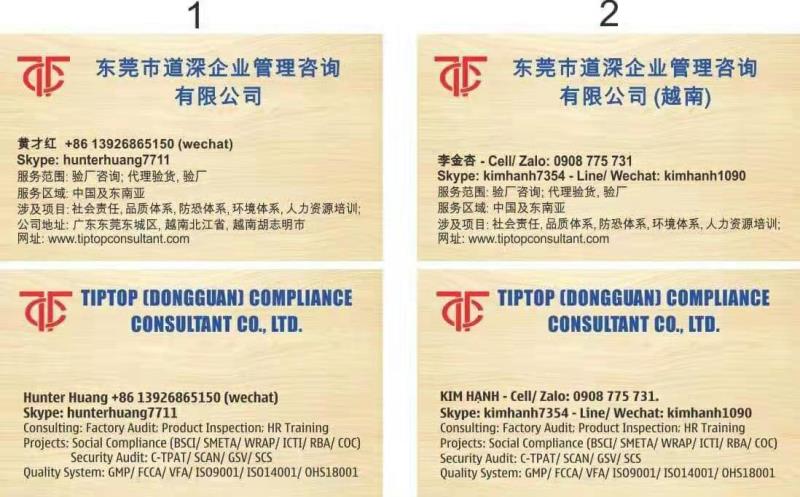 1
东莞市道深企业管理咨询
有限公司
黄才红 +86 13926865150 (wechat)
Skype: hunterhuang7711
服务范围: 验厂咨询; 代理验货, 验厂
服务区域: 中国及东南亚
涉及项目: 社会责任, 品质体系, 防恐体系, 环境体系, 人力资源培训;
公司地址: 广东东莞东城区, 越南北江省, 越南胡志明市
网址: www.tiptopconsultant.com
2
东莞市道深企业管理咨询
有限公司 (越南)
李金杏 - Cell/ Zalo: 0908 775 731
Skype: kimhanh7354 - Line/ Wechat: kimhanh1090
服务范围: 验厂咨询; 代理验货, 验厂
服务区域: 中国及东南亚
涉及项目: 社会责任, 品质体系, 防恐体系, 环境体系, 人力资源培训;
网址: www.tiptopconsultant.com
TIPTOP (DONGGUAN) COMPLIANCE
CONSULTANT CO., LTD.
Hunter Huang +86 13926865150 (wechat)
Skype: hunterhuang7711
Consulting: Factory Audit; Product Inspection; HR Training
Projects: Social Compliance (BSCI/ SMETA/ WRAP/ ICTI/ RBA/ COC)
Security Audit: C-TPAT/ SCAN/ GSV/ SCS
Quality System: GMP/ FCCA/ VFA/ ISO9001/ ISO14001/ OHS18001
TIPTOP (DONGGUAN) COMPLIANCE
CONSULTANT CO., LTD.
KIM HẠNH - Cell/ Zalo: 0908 775 731.
Skype: kimhanh7354 - Line/ Wechat: kimhanh1090
Consulting: Factory Audit; Product Inspection; HR Training
Projects: Social Compliance (BSCI/ SMETA/ WRAP/ ICTI/ RBA/ COC)
Security Audit: C-TPAT/ SCAN/ GSV/ SCS
Quality System: GMP/ FCCA/ VFA/ ISO9001/ ISO14001/ OHS18001